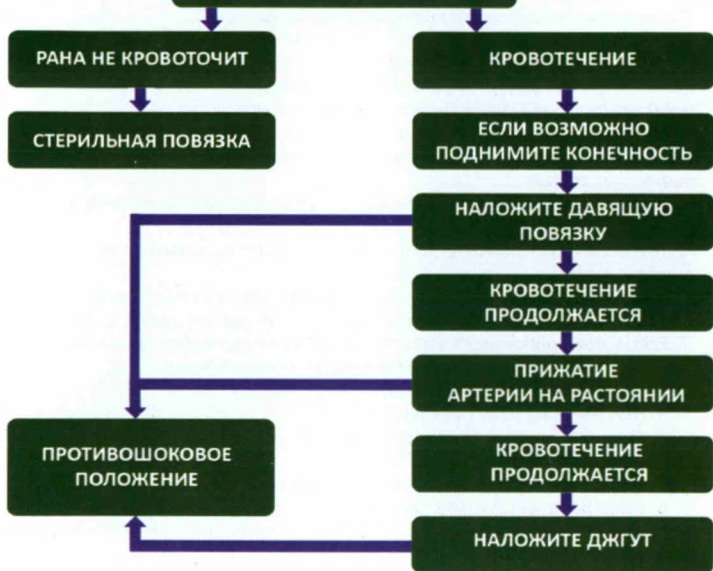 РАНА НЕ КРОВОТОЧИТ
СТЕРИЛЬНАЯ ПОВЯЗКА
КРОВОТЕЧЕНИЕ
ЕСЛИ ВОЗМОЖНО
ПОДНИМИТЕ КОНЕЧНОСТЬ
НАЛОЖИТЕ ДАВЯЩУЮ
ПОВЯЗКУ
КРОВОТЕЧЕНИЕ
ПРОДОЛЖАЕТСЯ
ПРИЖАТИЕ
АРТЕРИИ НА РАСТОЯНИИ
КРОВОТЕЧЕНИЕ
ПРОДОЛЖАЕТСЯ
НАЛОЖИТЕ ДЖГУТ
ПРОТИВОШОКОВОЕ
ПОЛОЖЕНИЕ